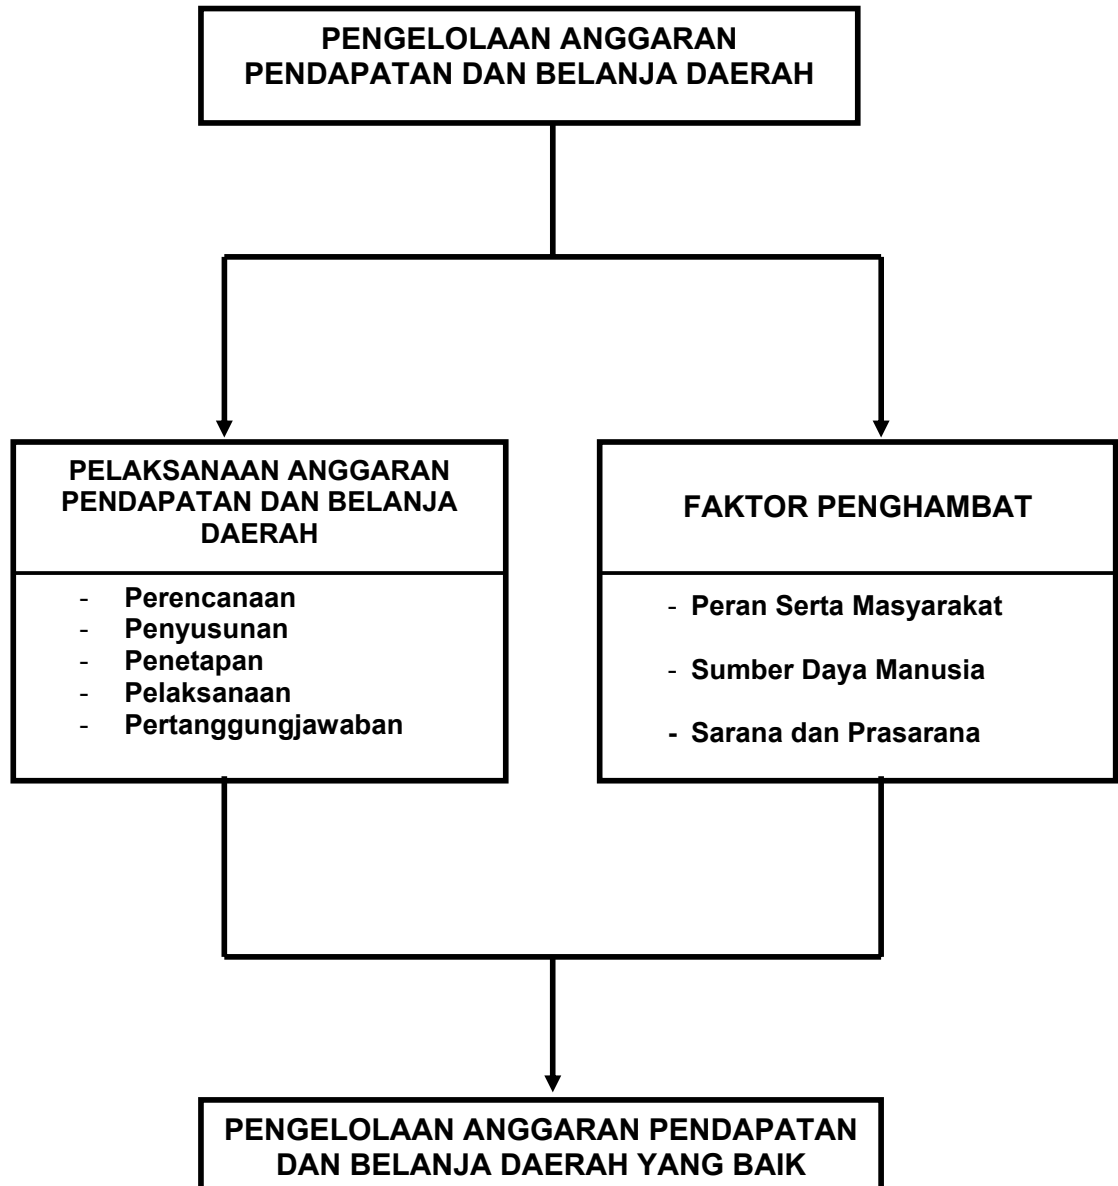 PENGELOLAAN ANGGARAN
PENDAPATAN DAN BELANJA DAERAH
PELAKSANAAN ANGGARAN
PENDAPATAN DAN BELANJA
DAERAH
- Perencanaan
- Penyusunan
- Penetapan
- Pelaksanaan
- Pertanggungjawaban
FAKTOR PENGHAMBAT
- Peran Serta Masyarakat
- Sumber Daya Manusia
- Sarana dan Prasarana
PENGELOLAAN ANGGARAN PENDAPATAN
DAN BELANJA DAERAH YANG BAIK